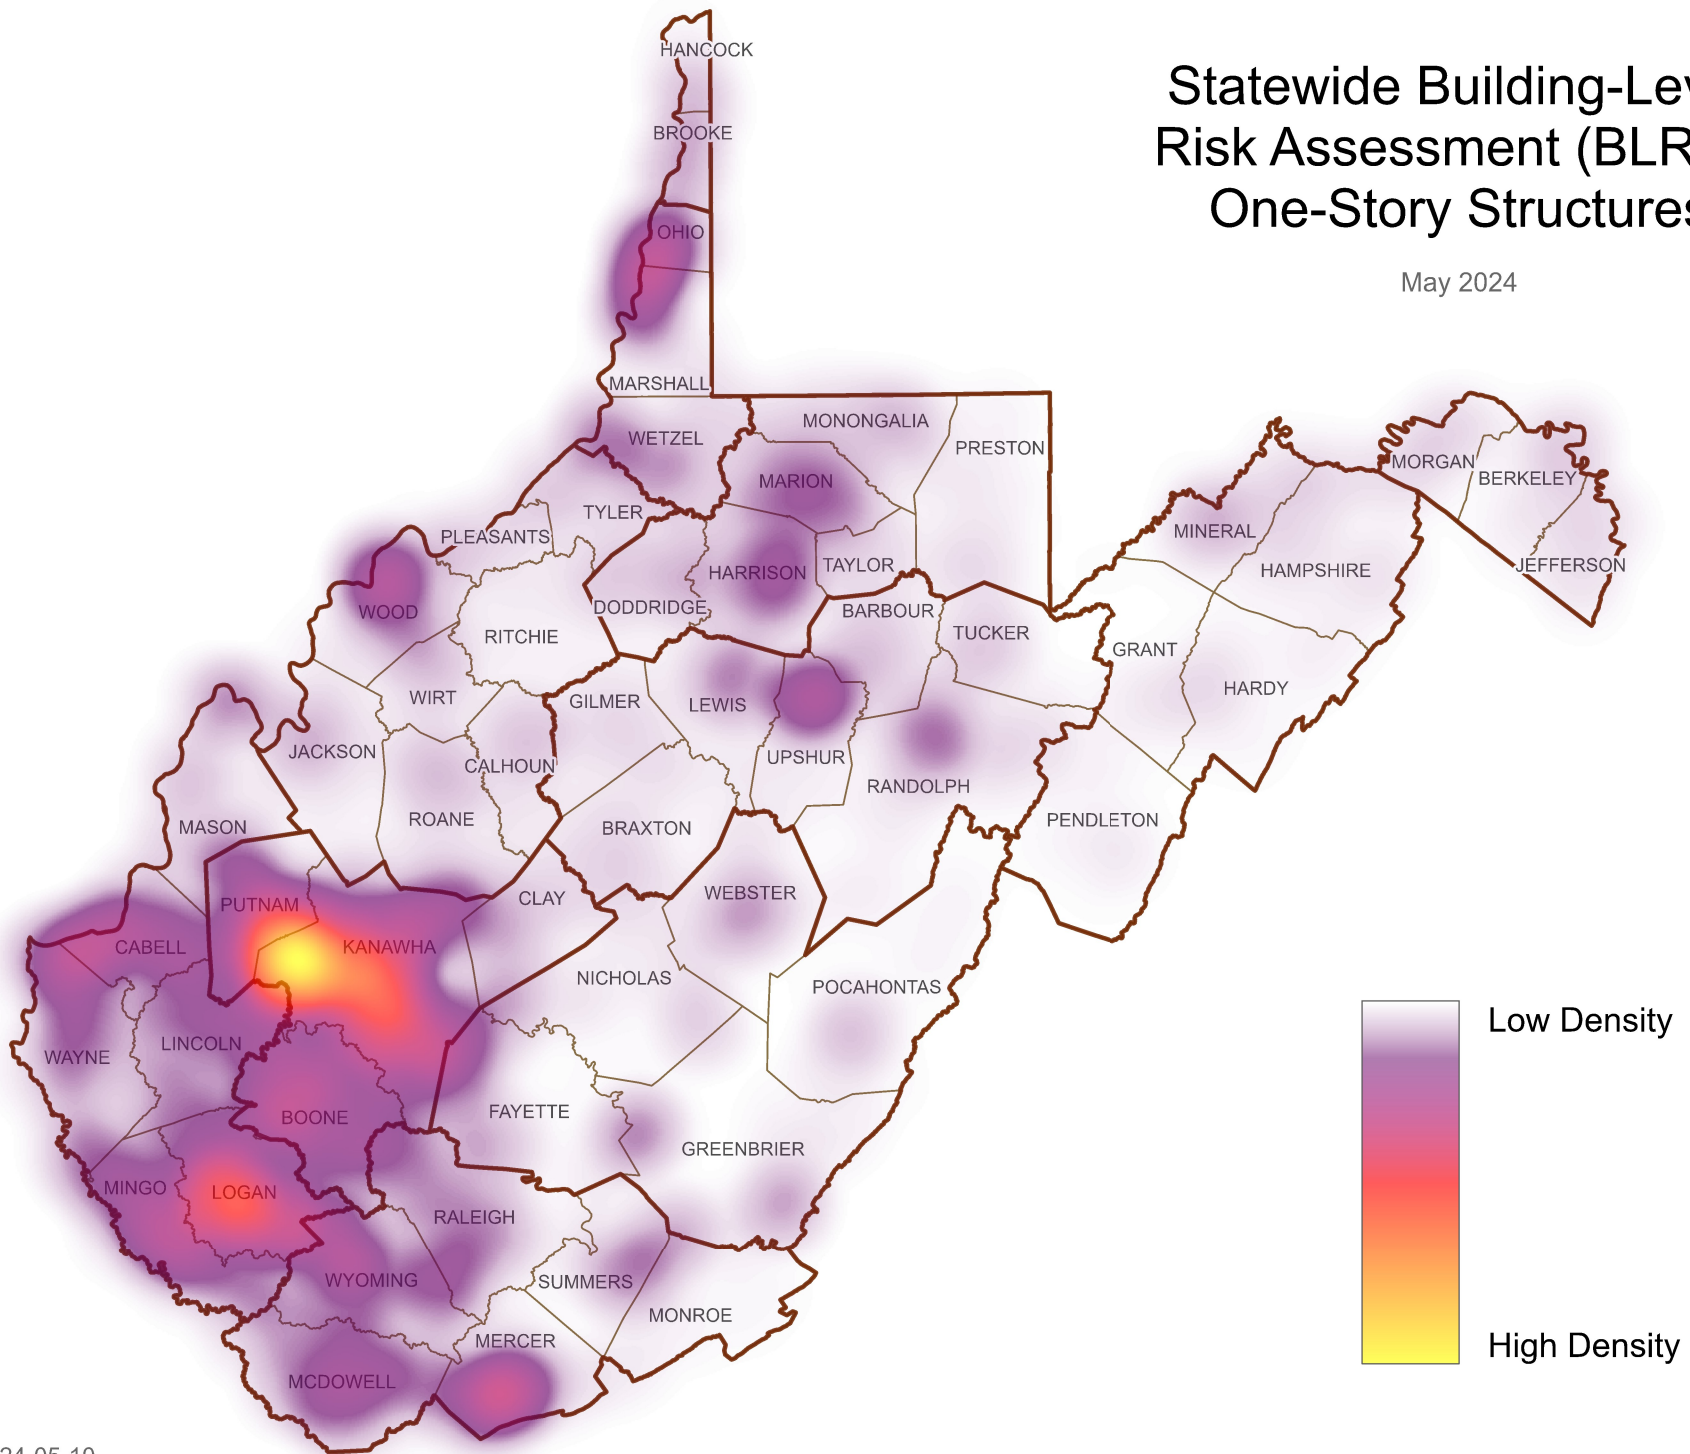 Statewide Building-Lev
Risk Assessment (BLR
One-Story Structures
May 2024
HANCOCK
BROOKE
OHIO
MARSHALL
WETZEL
MONONGALIA
PRESTON
MARION
TYLER
PLEASANTS
MORGAN
BERKELEY
MINERAL
JEFFERSON
HAMPSHIRE
HARRISON
TAYLOR
DODDRIDGE
BARBOUR
WOOD
RITCHIE
TUCKER
GRANT
WIRT
GILMER
LEWIS
HARDY
JACKSON
CALHOUN
UPSHUR
RANDOLPH
ROANE
MASON
BRAXTON
PENDLETON
PUTNAM
CLAY
WEBSTER
CABELL
KANAWHA
NICHOLAS
POCAHONTAS
WAYNE
LINCOLN
BOONE
FAYETTE
GREENBRIER
MINGO
LOGAN
RALEIGH
WYOMING
SUMMERS
MONROE
MERCER
MCDOWELL
Low Density
High Density
24-05-10